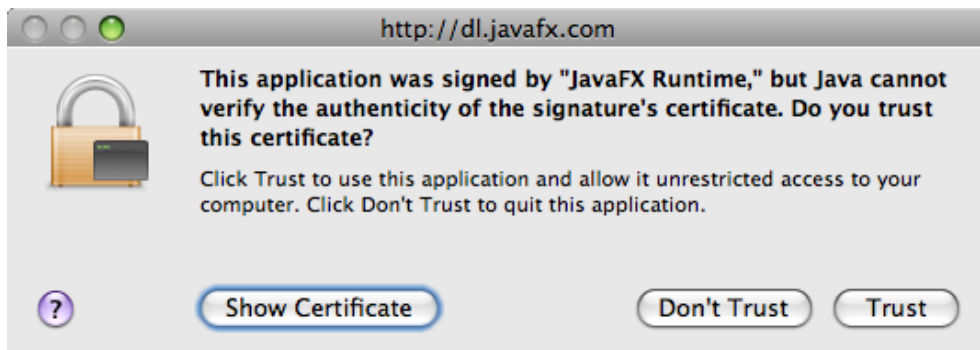 http://dl.javafx.com
This application was signed by "JavaFX Runtime," but Java cannot
verify the authenticity of the signature's certificate. Do you trust
this certificate?
Click Trust to use this application and allow it unrestricted access to your
computer. Click Don't Trust to quit this application.
?
Show Certificate
Don't Trust
Trust